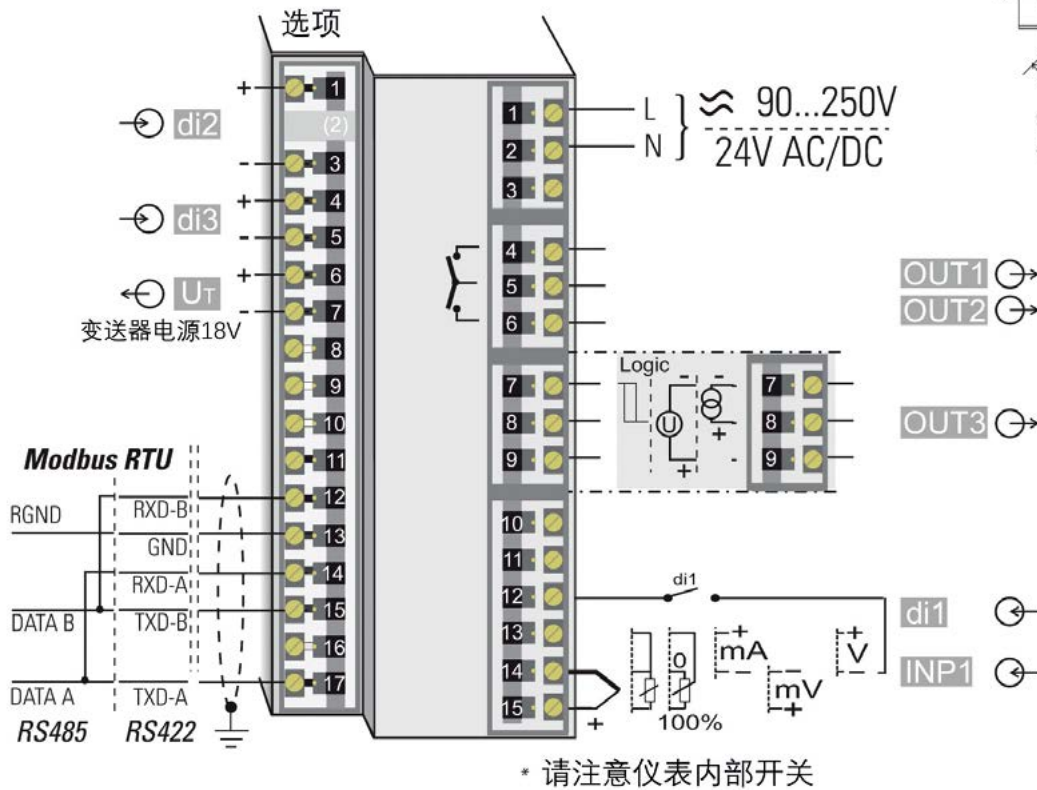 选项
+ 1
di2
(2)
- 3
+ 4
di3
- 5
+ 6
UT
- 7
变送器电源18V
8
9
10
11
Modbus RTU
12
RXD-B
RGND
13
GND
14
RXD-A
15
DATA B
TXD-B
16
17
DATA A
TXD-A
RS485
RS422
1
L
≈ 90...250V
2
N
24V AC/DC
3
4
5
6
OUT1
OUT2
Logic
7
8
9
U
- -
+ +
-
7
8
9
OUT3
10
11
12
di1
di1
13
14
15
+
0
100%
+
mA
mV
+
+
V
INP1
* 请注意仪表内部开关